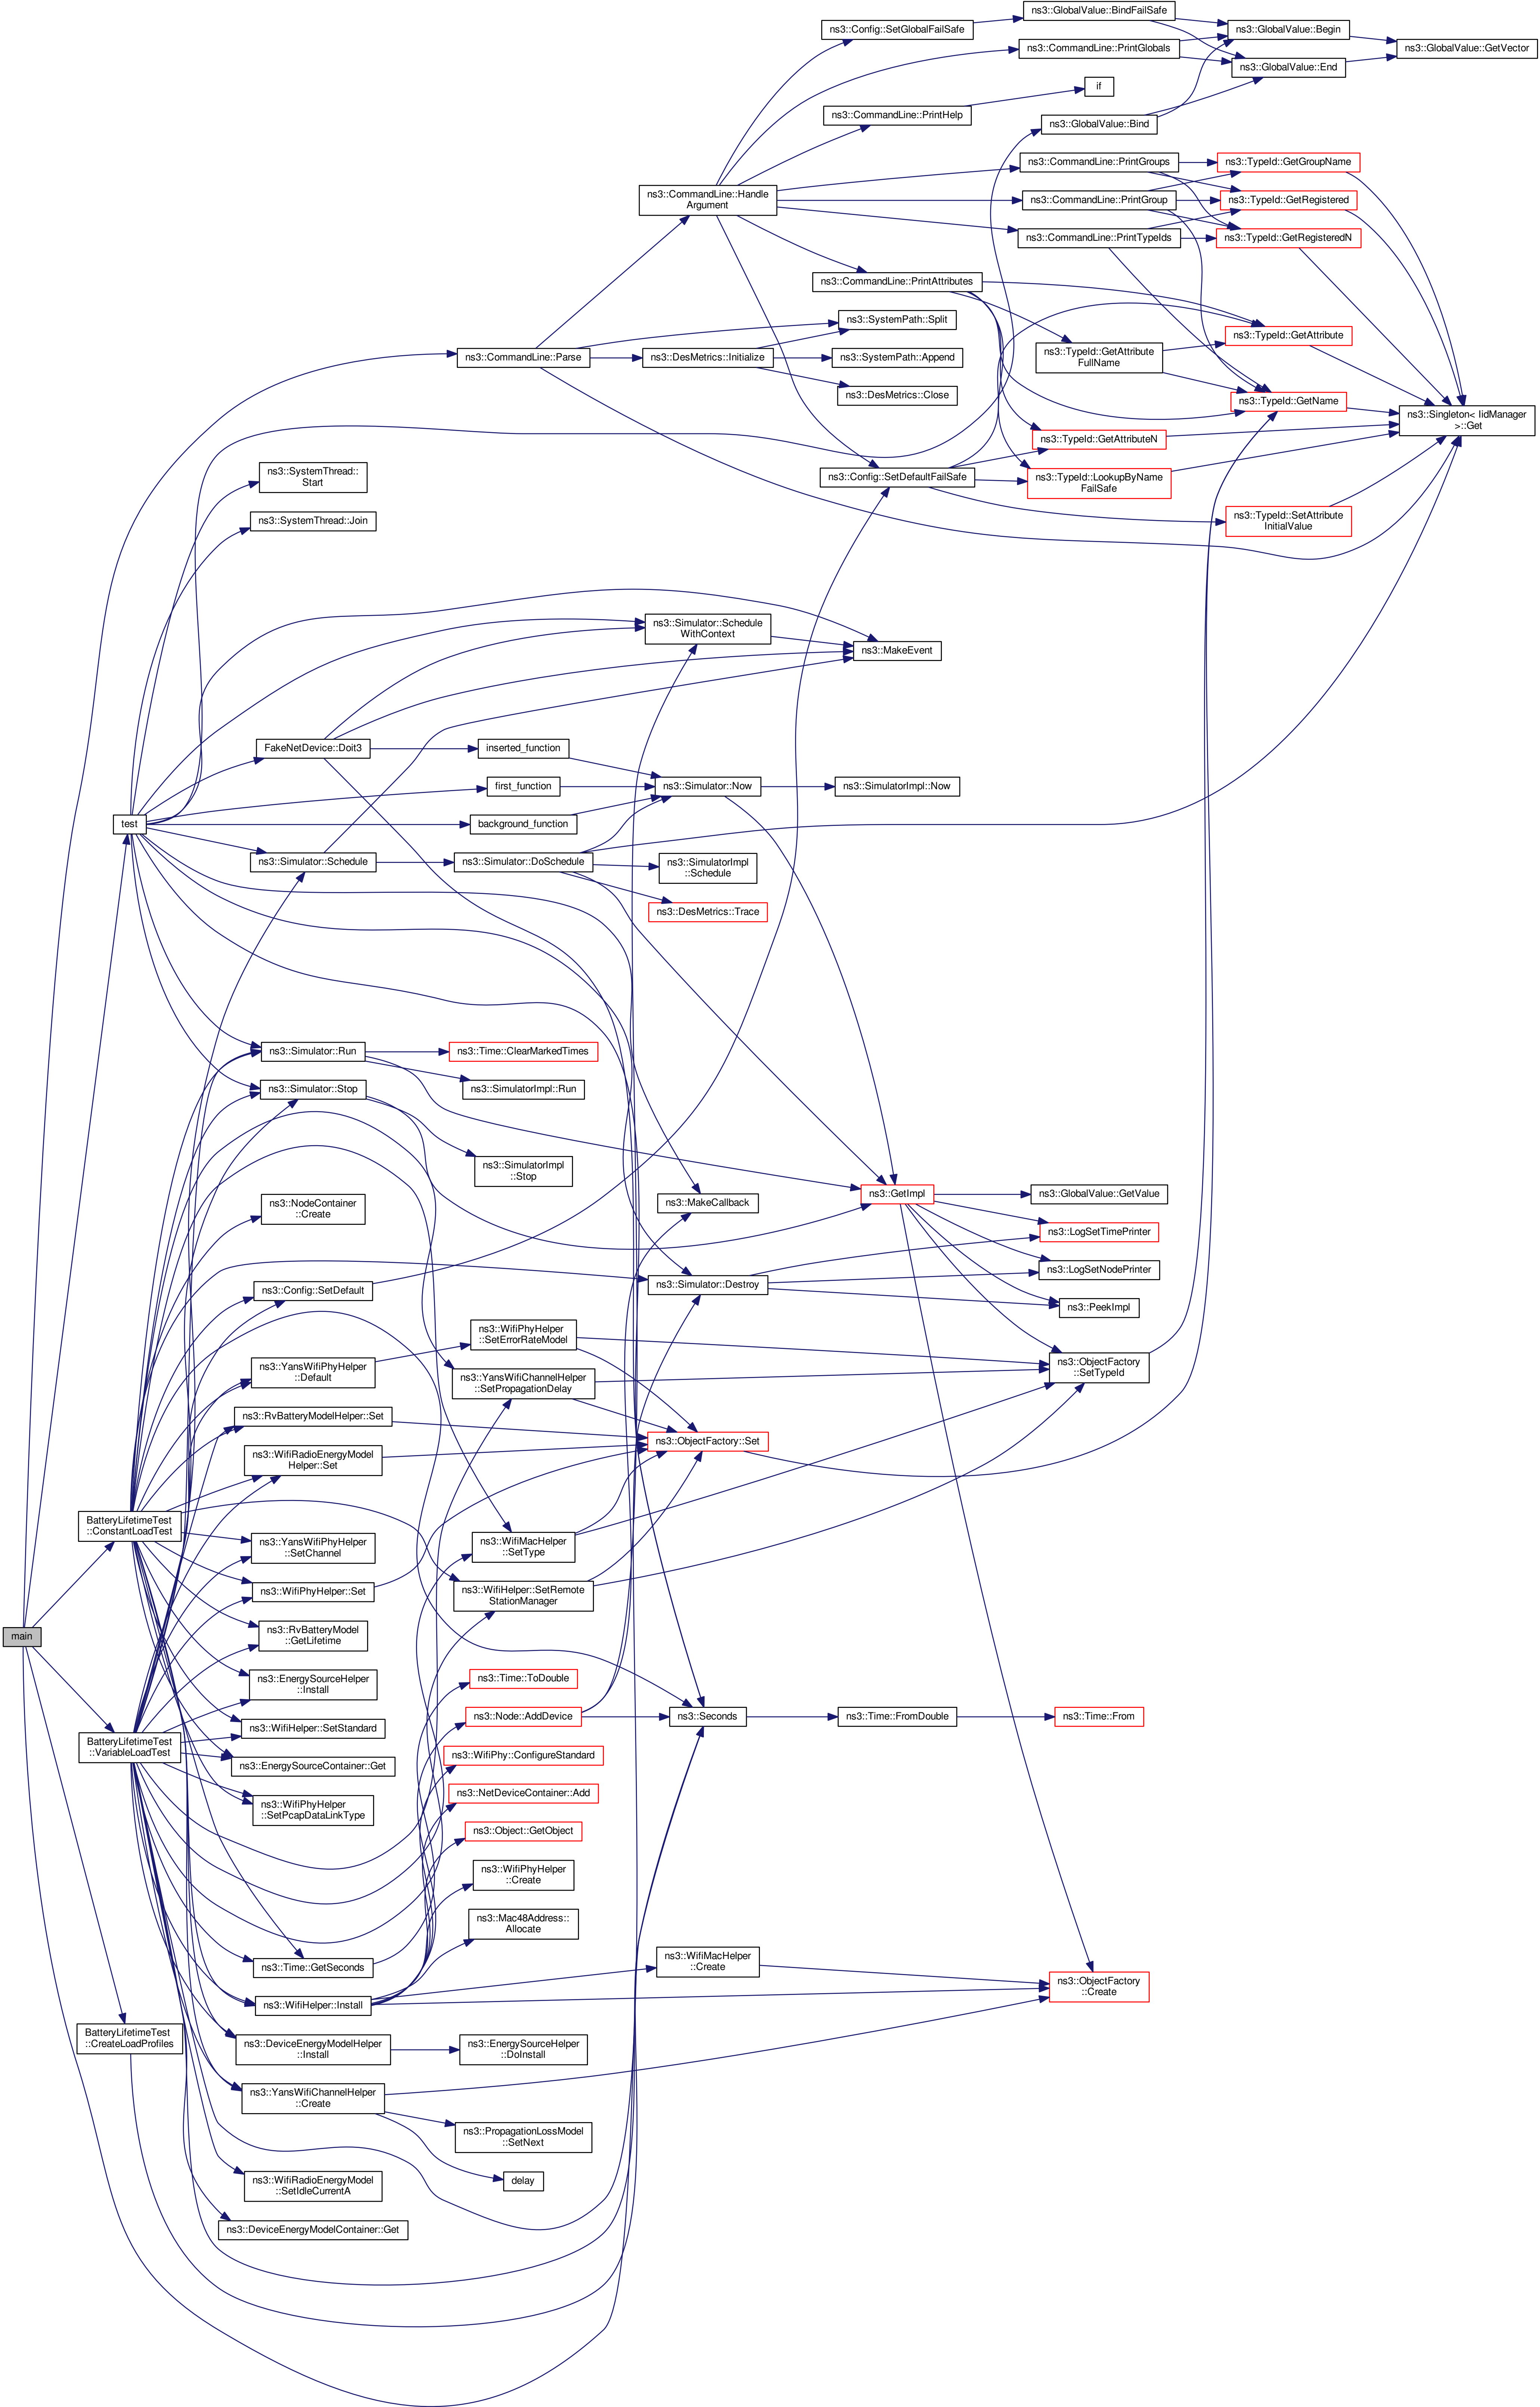 ns3::GlobalValue::BindFailSafe
ns3::Config::SetGlobalFailSafe
ns3::GlobalValue::Begin
ns3::CommandLine::PrintGlobals
ns3::GlobalValue::GetVector
ns3::GlobalValue::End
if
ns3::CommandLine::PrintHelp
ns3::GlobalValue::Bind
ns3::CommandLine::PrintGroups
ns3::TypeId::GetGroupName
ns3::CommandLine::Handle
Argument
ns3::CommandLine::PrintGroup
ns3::TypeId::GetRegistered
ns3::CommandLine::PrintTypeIds
ns3::TypeId::GetRegisteredN
ns3::CommandLine::PrintAttributes
ns3::SystemPath::Split
ns3::TypeId::GetAttribute
ns3::CommandLine::Parse
ns3::DesMetrics::Initialize
ns3::SystemPath::Append
ns3::TypeId::GetAttribute
FullName
ns3::DesMetrics::Close
ns3::TypeId::GetName
ns3::Singleton< IidManager
>::Get
ns3::TypeId::GetAttributeN
ns3::SystemThread::
Start
ns3::Config::SetDefaultFailSafe
ns3::TypeId::LookupByName
FailSafe
ns3::SystemThread::Join
ns3::TypeId::SetAttribute
InitialValue
ns3::Simulator::Schedule
WithContext
ns3::MakeEvent
FakeNetDevice::Doit3
inserted_function
first_function
ns3::Simulator::Now
ns3::SimulatorImpl::Now
test
background_function
ns3::Simulator::Schedule
ns3::Simulator::DoSchedule
ns3::SimulatorImpl
::Schedule
ns3::DesMetrics::Trace
ns3::Simulator::Run
ns3::Time::ClearMarkedTimes
ns3::Simulator::Stop
ns3::SimulatorImpl::Run
ns3::SimulatorImpl
::Stop
ns3::NodeContainer
::Create
ns3::MakeCallback
ns3::GetImpl
ns3::GlobalValue::GetValue
ns3::LogSetTimePrinter
ns3::Config::SetDefault
ns3::Simulator::Destroy
ns3::LogSetNodePrinter
ns3::PeekImpl
ns3::WifiPhyHelper
::SetErrorRateModel
ns3::YansWifiPhyHelper
::Default
ns3::YansWifiChannelHelper
::SetPropagationDelay
ns3::ObjectFactory
::SetTypeId
ns3::RvBatteryModelHelper::Set
ns3::ObjectFactory::Set
ns3::WifiRadioEnergyModel
Helper::Set
BatteryLifetimeTest
::ConstantLoadTest
ns3::YansWifiPhyHelper
::SetChannel
ns3::WifiMacHelper
::SetType
ns3::WifiPhyHelper::Set
ns3::WifiHelper::SetRemote
StationManager
main
ns3::RvBatteryModel
::GetLifetime
ns3::EnergySourceHelper
::Install
ns3::Time::ToDouble
ns3::WifiHelper::SetStandard
ns3::Node::AddDevice
ns3::Seconds
ns3::Time::FromDouble
ns3::Time::From
BatteryLifetimeTest
::VariableLoadTest
ns3::EnergySourceContainer::Get
ns3::WifiPhy::ConfigureStandard
ns3::WifiPhyHelper
::SetPcapDataLinkType
ns3::NetDeviceContainer::Add
ns3::Object::GetObject
ns3::WifiPhyHelper
::Create
ns3::Mac48Address::
Allocate
ns3::Time::GetSeconds
ns3::WifiMacHelper
::Create
ns3::ObjectFactory
::Create
ns3::WifiHelper::Install
BatteryLifetimeTest
::CreateLoadProfiles
ns3::DeviceEnergyModelHelper
::Install
ns3::EnergySourceHelper
::DoInstall
ns3::YansWifiChannelHelper
::Create
ns3::PropagationLossModel
::SetNext
ns3::WifiRadioEnergyModel
::SetIdleCurrentA
delay
ns3::DeviceEnergyModelContainer::Get